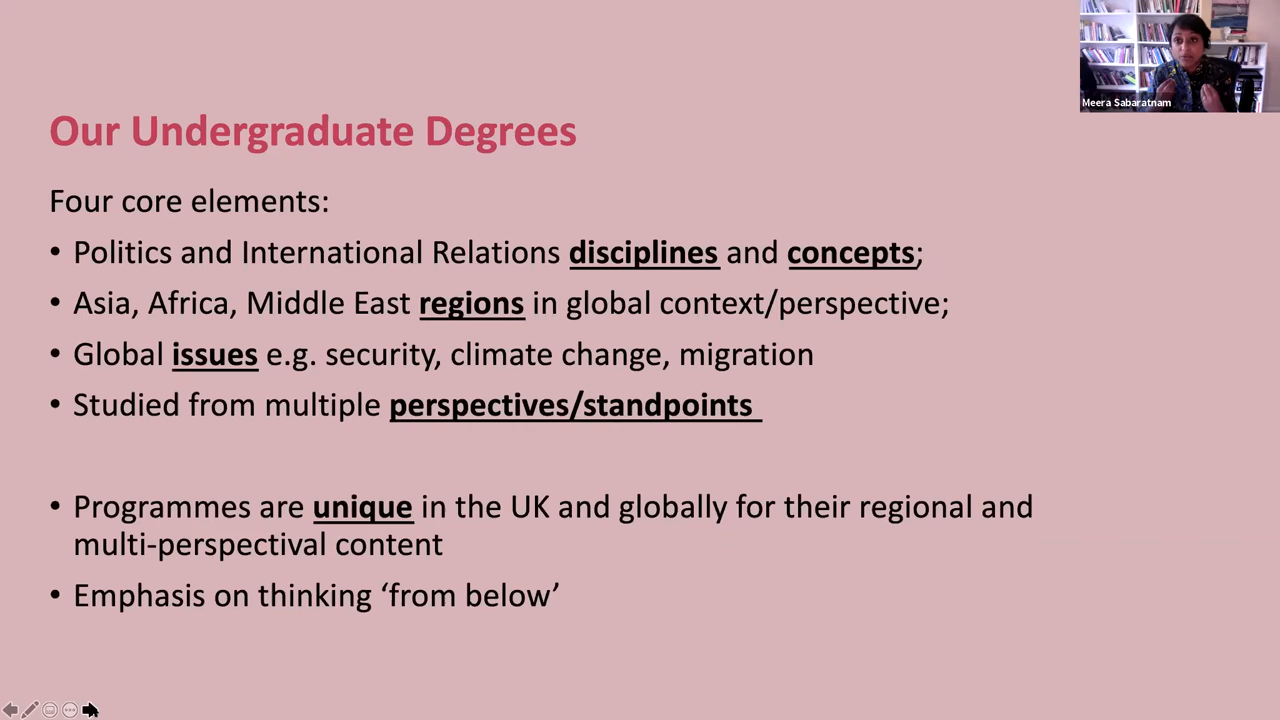 Meera Sabaratnam
Our Undergraduate Degrees
Four core elements:
• Politics and International Relations disciplines and concepts;
• Asia, Africa, Middle East regions in global context/perspective;
• Global issues e.g. security, climate change, migration
• Studied from multiple perspectives/standpoints
• Programmes are unique in the UK and globally for their regional and
multi-perspectival content
• Emphasis on thinking ‘from below’